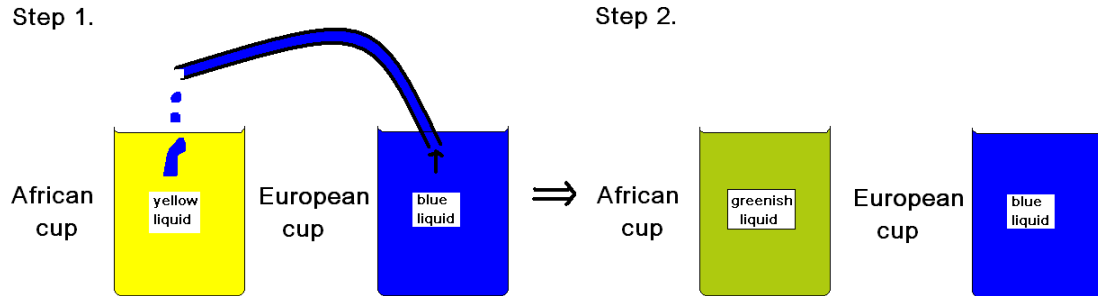 Step 1.
Step 2.
African
cup
yellow
liquid
European
cup
blue
liquid
African
cup
greenish
liquid
European
cup
blue
liquid